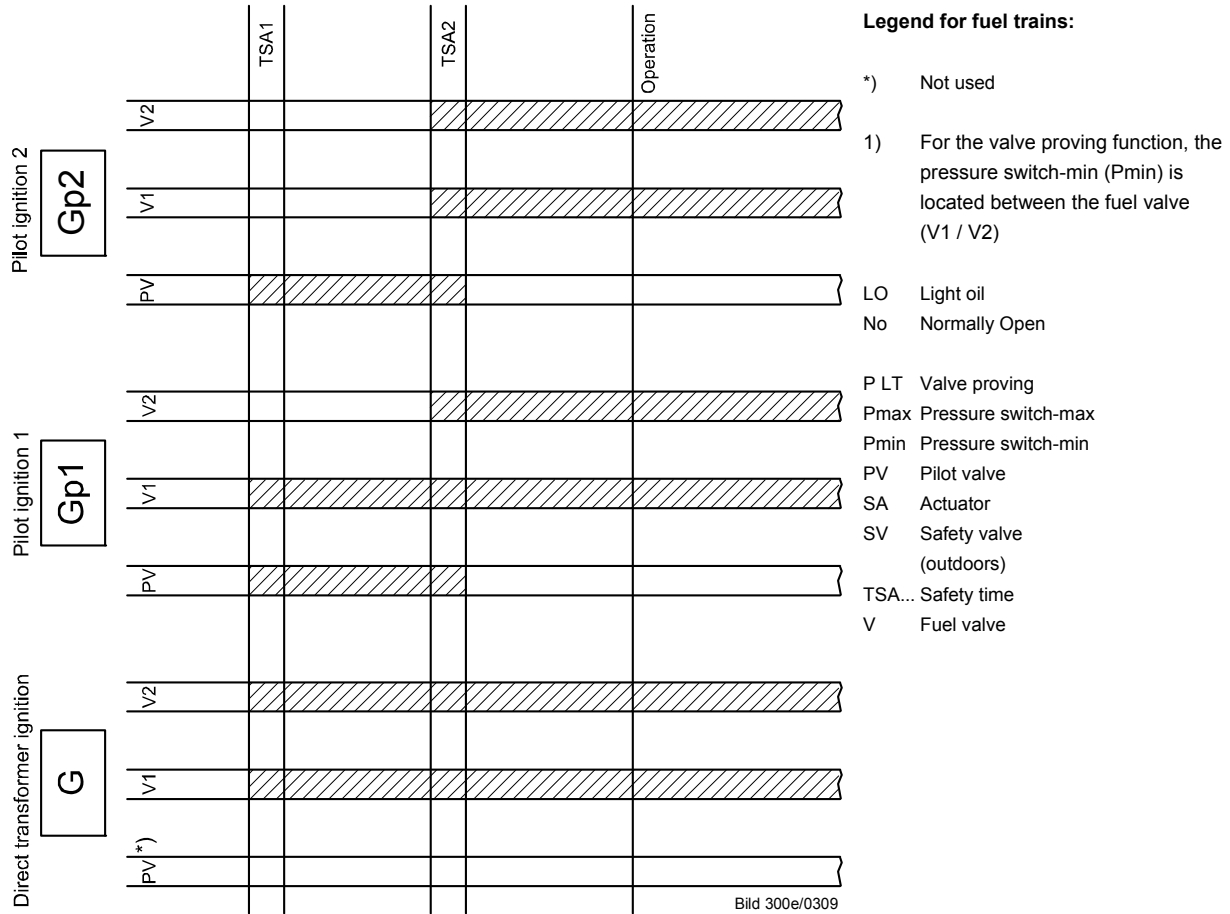 TSA1
TSA2
Operation
Pilot ignition 2
Gp2
V2
V1
PV
Pilot ignition 1
Gp1
V2
V1
PV
Direct transformer ignition
G
V2
V1
PV *)
Bild 300e/0309
Legend for fuel trains:
*) Not used
1) For the valve proving function, the
pressure switch-min (Pmin) is
located between the fuel valve
(V1 / V2)
LO Light oil
No Normally Open
P LT Valve proving
Pmax Pressure switch-max
Pmin Pressure switch-min
PV Pilot valve
SA Actuator
SV Safety valve
(outdoors)
TSA... Safety time
V Fuel valve